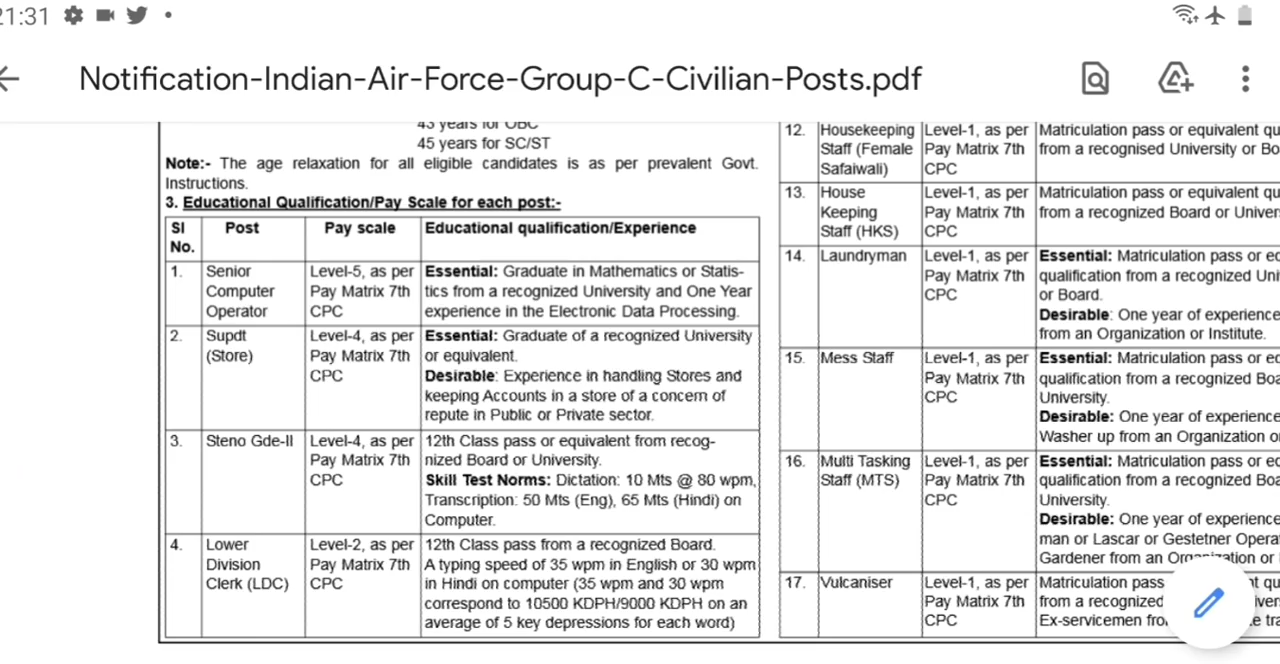 21:31
Notification-Indian-Air-Force-Group-C-Civilian-Posts.pdf
43 years for OBC
45 years for SC/ST
Note:- The age relaxation for all eligible candidates is as per prevalent Govt.
Instructions.
3. Educational Qualification/Pay Scale for each post:-
Sl No. Post Pay scale Educational qualification/Experience
1. Senior Level-5, as per Essential: Graduate in Mathematics or Statis-
Computer Pay Matrix 7th tics from a recognized University and One Year
Operator CPC experience in the Electronic Data Processing.
2. Supdt Level-4, as per Essential: Graduate of a recognized University
(Store) Pay Matrix 7th or equivalent.
CPC Desirable: Experience in handling Stores and
keeping Accounts in a store of a concern of
repute in Public or Private sector.
3. Steno Gde-II Level-4, as per 12th Class pass or equivalent from recog-
Pay Matrix 7th nized Board or University.
CPC Skill Test Norms: Dictation: 10 Mts @ 80 wpm,
Transcription: 50 Mts (Eng), 65 Mts (Hindi) on
Computer.
4. Lower Level-2, as per 12th Class pass from a recognized Board.
Division Pay Matrix 7th A typing speed of 35 wpm in English or 30 wpm
Clerk (LDC) CPC in Hindi on computer (35 wpm and 30 wpm
correspond to 10500 KDPH/9000 KDPH on an
average of 5 key depressions for each word)
12. Housekeeping Level-1, as per Matriculation pass or equivalent
Staff (Female Pay Matrix 7th from a recognised University or
Safaiwali) CPC
13. House Level-1, as per Matriculation pass or equivalent
Keeping Pay Matrix 7th from a recognized Board or
Staff (HKS) CPC
14. Laundryman Level-1, as per Essential: Matriculation pass or
Pay Matrix 7th qualification from a recognized
CPC or Board.
Desirable: One year of experience
from an Organization or Institute.
15. Mess Staff Level-1, as per Essential: Matriculation pass or
Pay Matrix 7th qualification from a recognized
CPC University.
Desirable: One year of experience
Washer up from an Organization
16. Multi Tasking Level-1, as per Essential: Matriculation pass or
Staff (MTS) Pay Matrix 7th qualification from a recognized
CPC University.
Desirable: One year of experience
man or Lascar or Gestetner
Gardener from an or
17. Vulcaniser Level-1, as per Matriculation pass
Pay Matrix 7th from a recognized
CPC Ex-servicemen